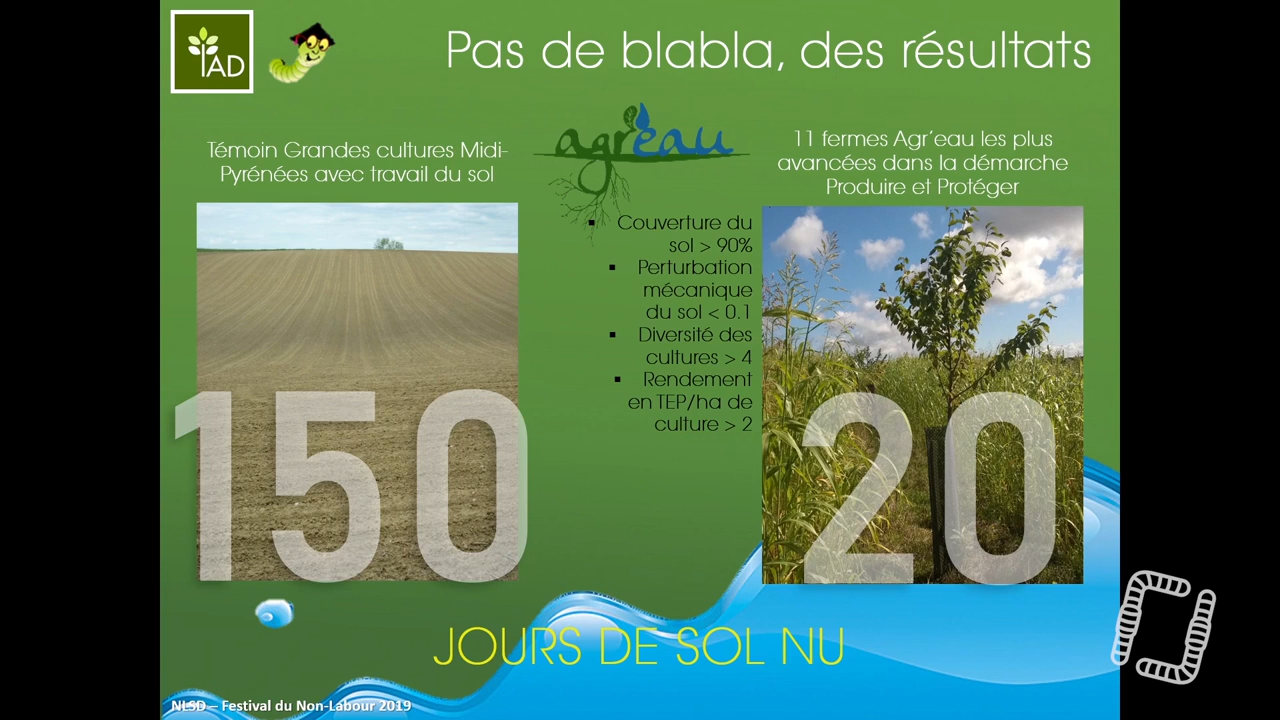 IAD
Pas de blabla, des résultats
agr'eau
Témoin Grandes cultures Midi-
Pyrénées avec travail du sol
11 fermes Agr'eau les plus
avancées dans la démarche
Produire et Protéger
▪ Couverture du
sol > 90%
▪ Perturbation
mécanique
du sol < 0.1
▪ Diversité des
cultures > 4
▪ Rendement
en TEP/ha de
culture > 2
150
20
JOURS DE SOL NU
NLSD – Festival du Non-Labour 2019